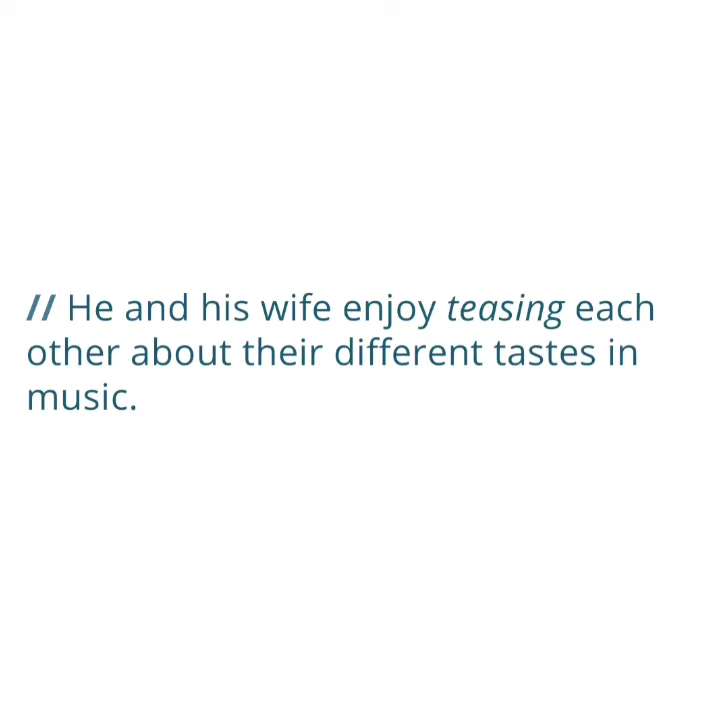 // He and his wife enjoy teasing each
other about their different tastes in
music.